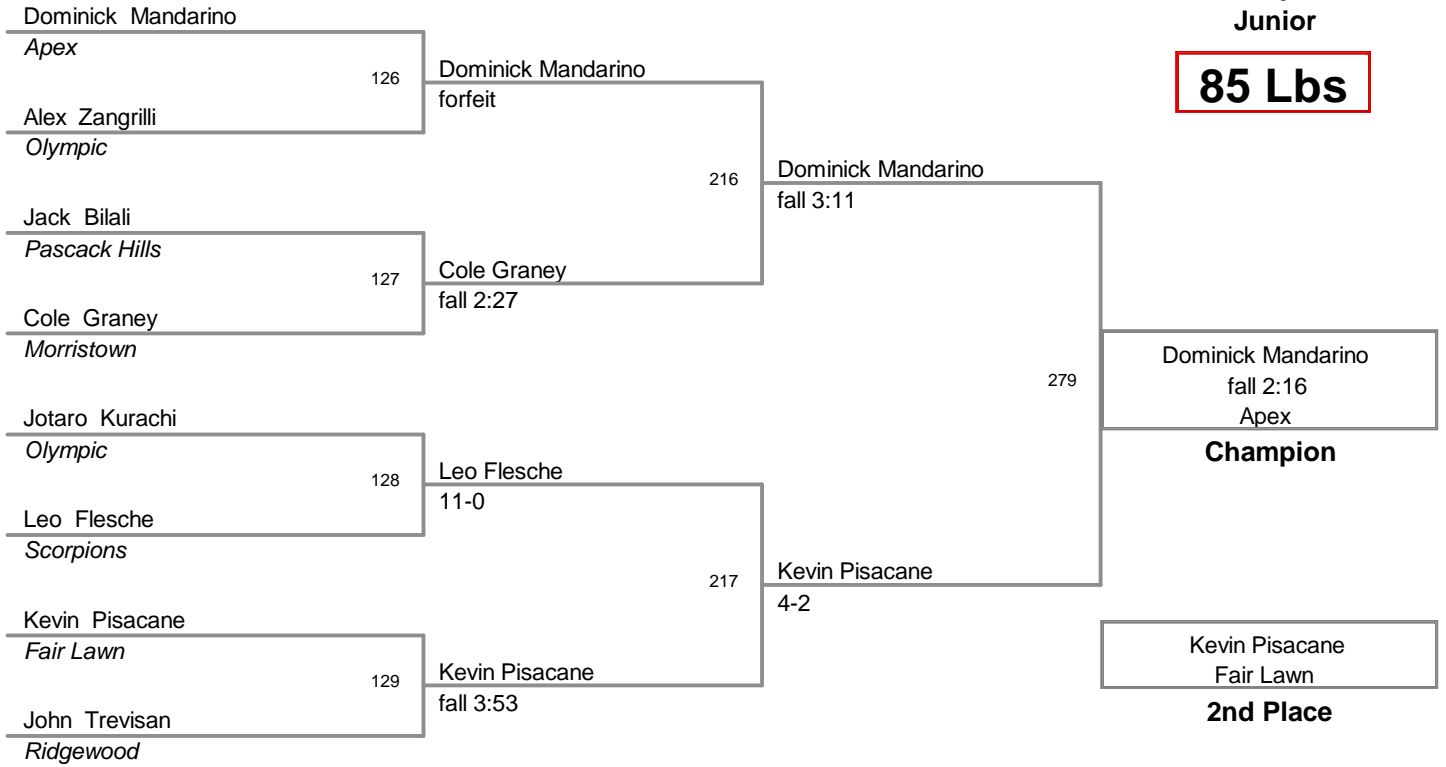 Dominick Mandarino
Apex
126
Alex Zangrilli
Olympic
Dominick Mandarino
forfeit
Jack Bilali
Pascack Hills
127
Cole Graney
Morristown
Cole Graney
fall 2:27
216
Dominick Mandarino
fall 3:11
Jotaro Kurachi
Olympic
128
Leo Flesche
Scorpions
Leo Flesche
11-0
Kevin Pisacane
Fair Lawn
129
John Trevisan
Ridgewood
Kevin Pisacane
fall 3:53
217
Kevin Pisacane
4-2
279
Junior
85 Lbs
Dominick Mandarino
fall 2:16
Apex
Champion
Kevin Pisacane
Fair Lawn
2nd Place